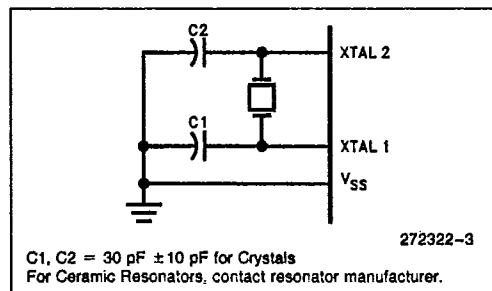 C2
XTAL 2
C1
XTAL 1
VSS
272322-3
C1, C2 = 30 pF ±10 pF for Crystals
For Ceramic Resonators, contact resonator manufacturer.